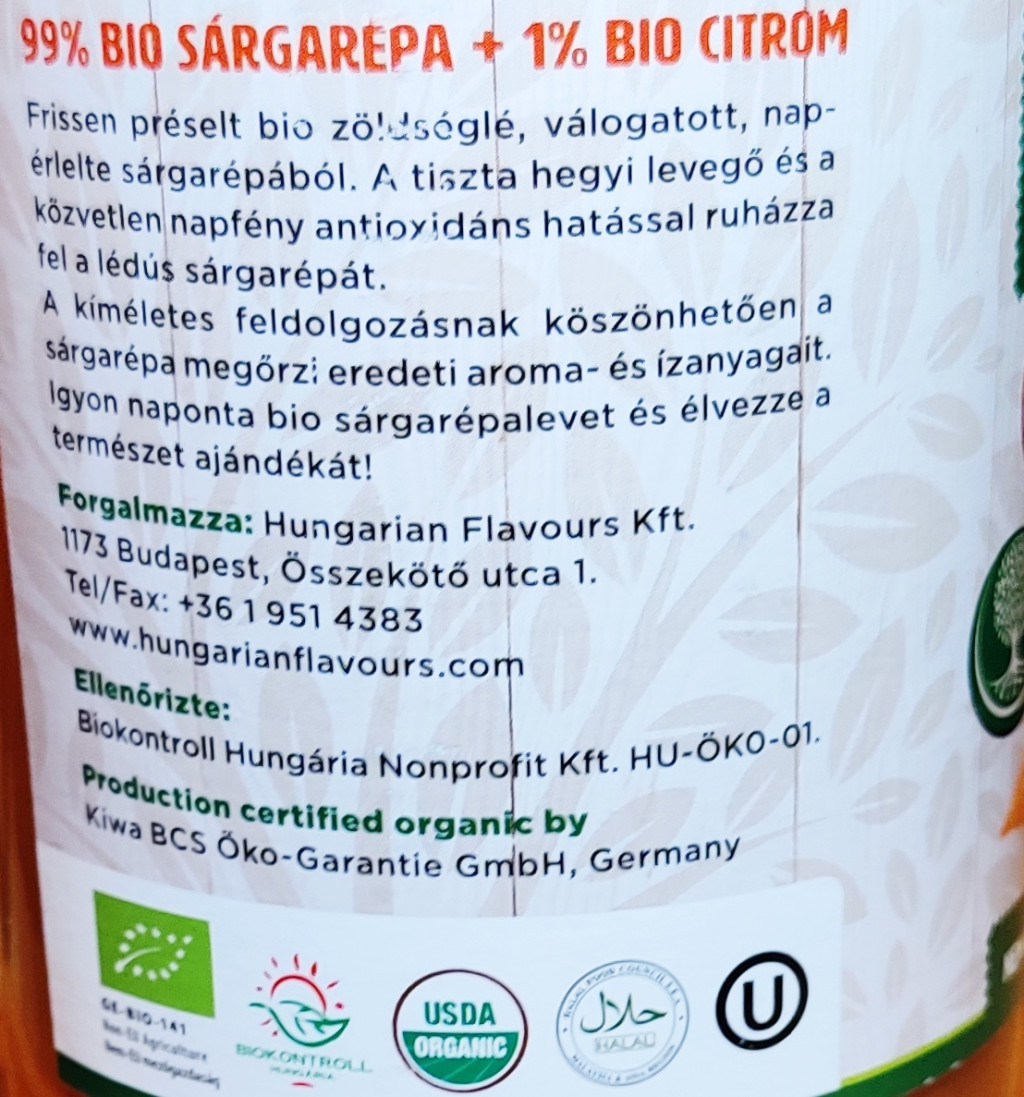 99% BIO SÁRGARÉPA + 1% BIO CITROM
Frissen préselt bio zöldséglé, válogatott, nap-
érlelte sárgarépából. A tiszta hegyi levegő és a
közvetlen napfény antioxidáns hatással ruházza
fel a lédús sárgarépát.
A kíméletes feldolgozásnak köszönhetően a
sárgarépa megőrzi eredeti aroma- és ízanyagait.
Igyon naponta bio sárgarépalevet és élvezze a
természet ajándékát!
Forgalmazza: Hungarian Flavours Kft.
1173 Budapest, Összekötő utca 1.
Tel/Fax: +36 1 951 4383
www.hungarianflavours.com
Ellenőrizte:
Biokontroll Hungária Nonprofit Kft. HU-ÖKO-01.
Production certified organic by
Kiwa BCS Öko-Garantie GmbH, Germany
BIOKONTROLL
HUNGÁRIA
USDA
ORGANIC
حلال
HALAL
U